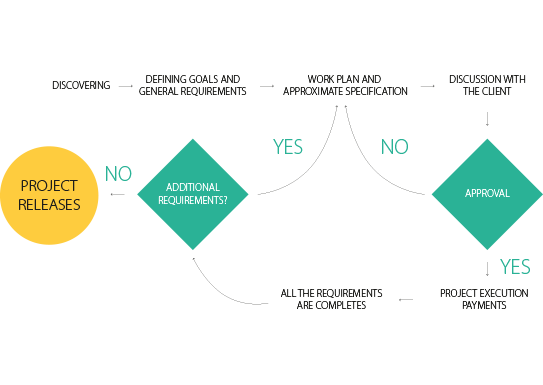 DISCOVERING
DEFINING GOALS AND
GENERAL REQUIREMENTS
WORK PLAN AND
APPROXIMATE SPECIFICATION
DISCUSSION WITH
THE CLIENT
YES
NO
NO
PROJECT
RELEASES
ADDITIONAL
REQUIREMENTS?
APPROVAL
YES
ALL THE REQUIREMENTS
ARE COMPLETES
PROJECT EXECUTION
PAYMENTS